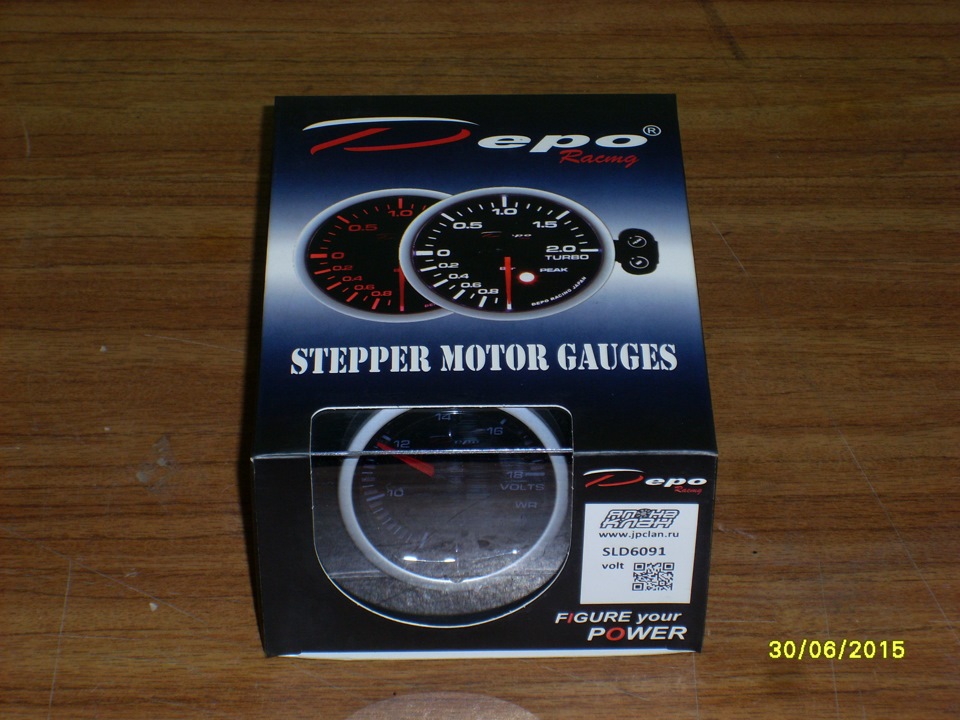 Depo®
Racing
1.0
0.5
0
0.2
0.4
0.6
0.8
1.0
0.5
1.5
0
2.0
TURBO
0.2
Bar
PEAK
0.4
0.6
0.8
DEPO RACING JAPAN
STEPPER MOTOR GAUGES
14
12
16
18
VOLTS
10
WR
Depo
Racing
www.jpclan.ru
SLD6091
volt
FIGURE your
POWER
30/06/2015